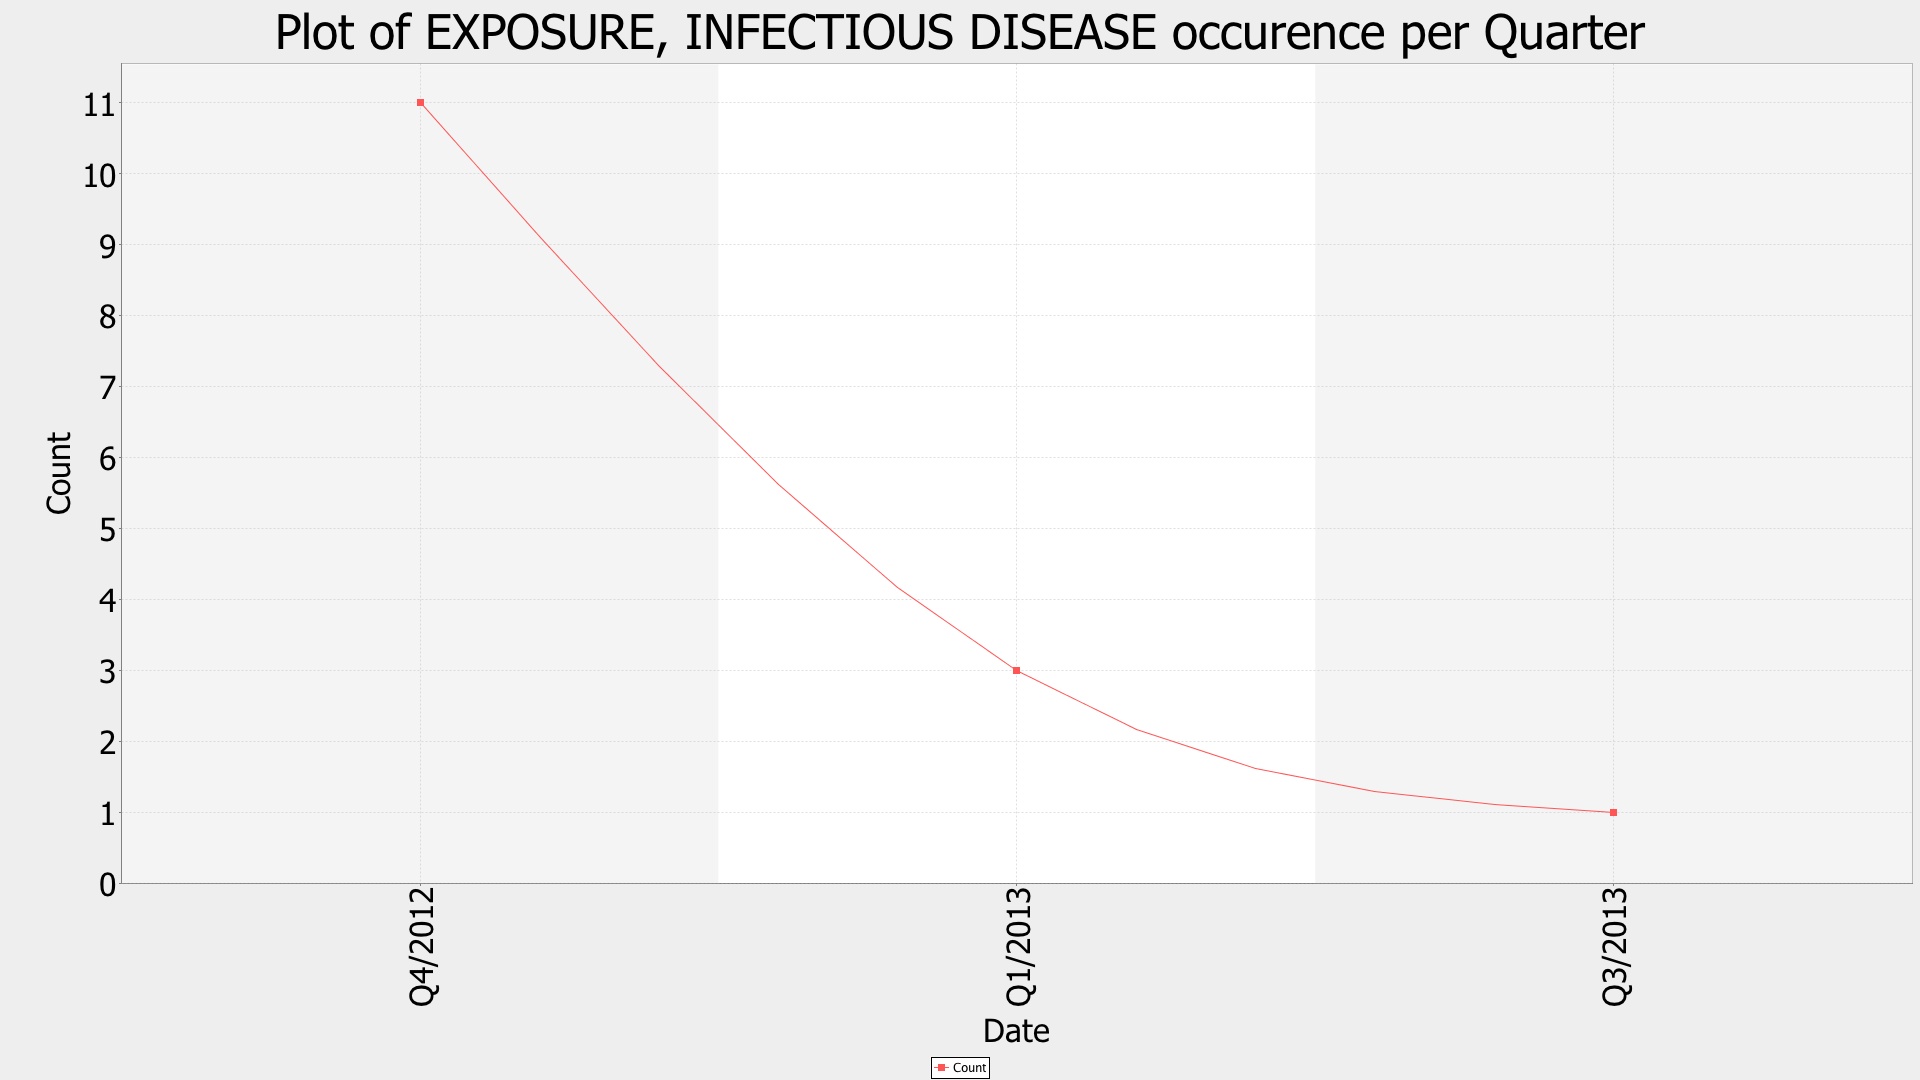 Plot of EXPOSURE, INFECTIOUS DISEASE occurence per Quarter
11
10
9
8
7
6
5
4
3
2
1
0
Count
Q4/2012
Q1/2013
Q3/2013
Date
Count